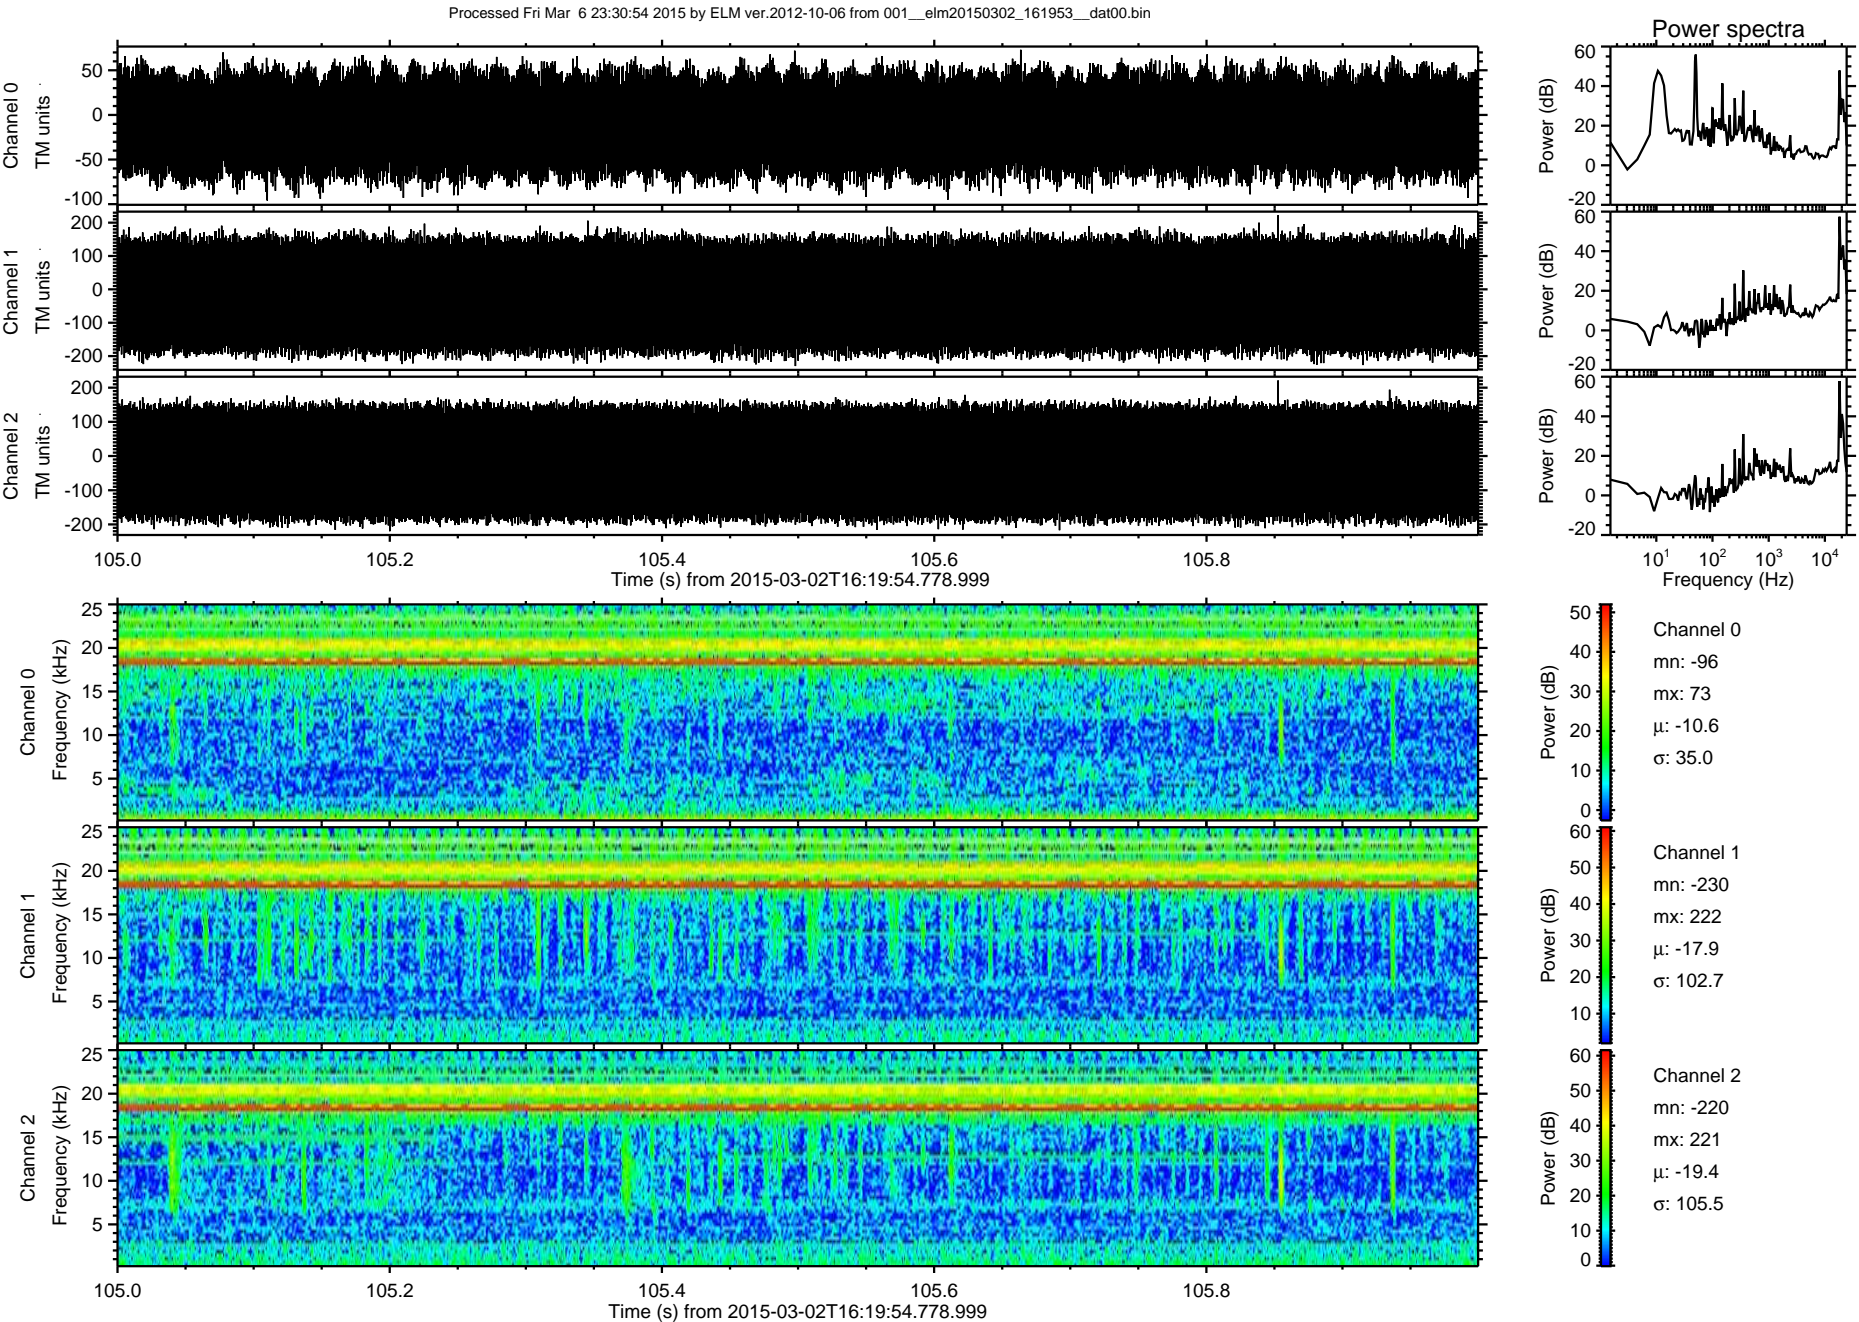 Processed Fri Mar  6 23:30:54 2015 by ELM ver.2012-10-06 from 001__elm20150302_161953__dat00.bin
Power spectra
Channel 0
TM units
50
0
-50
-100
Power (dB)
60
40
20
0
-20
Channel 1
TM units
200
100
0
-100
-200
Power (dB)
60
40
20
0
-20
Channel 2
TM units
200
100
0
-100
-200
Power (dB)
60
40
20
0
-20
105.0 105.2 105.4 105.6 105.8
Time (s) from 2015-03-02T16:19:54.778.999
10^1 10^2 10^3 10^4
Frequency (Hz)
Channel 0
Frequency (kHz)
25
20
15
10
5
Power (dB)
50
40
30
20
10
0
Channel 0
mn: -96
mx: 73
μ: -10.6
σ: 35.0
Channel 1
Frequency (kHz)
25
20
15
10
5
Power (dB)
60
50
40
30
20
10
Channel 1
mn: -230
mx: 222
μ: -17.9
σ: 102.7
Channel 2
Frequency (kHz)
25
20
15
10
5
Power (dB)
60
50
40
30
20
10
0
Channel 2
mn: -220
mx: 221
μ: -19.4
σ: 105.5
105.0 105.2 105.4 105.6 105.8
Time (s) from 2015-03-02T16:19:54.778.999